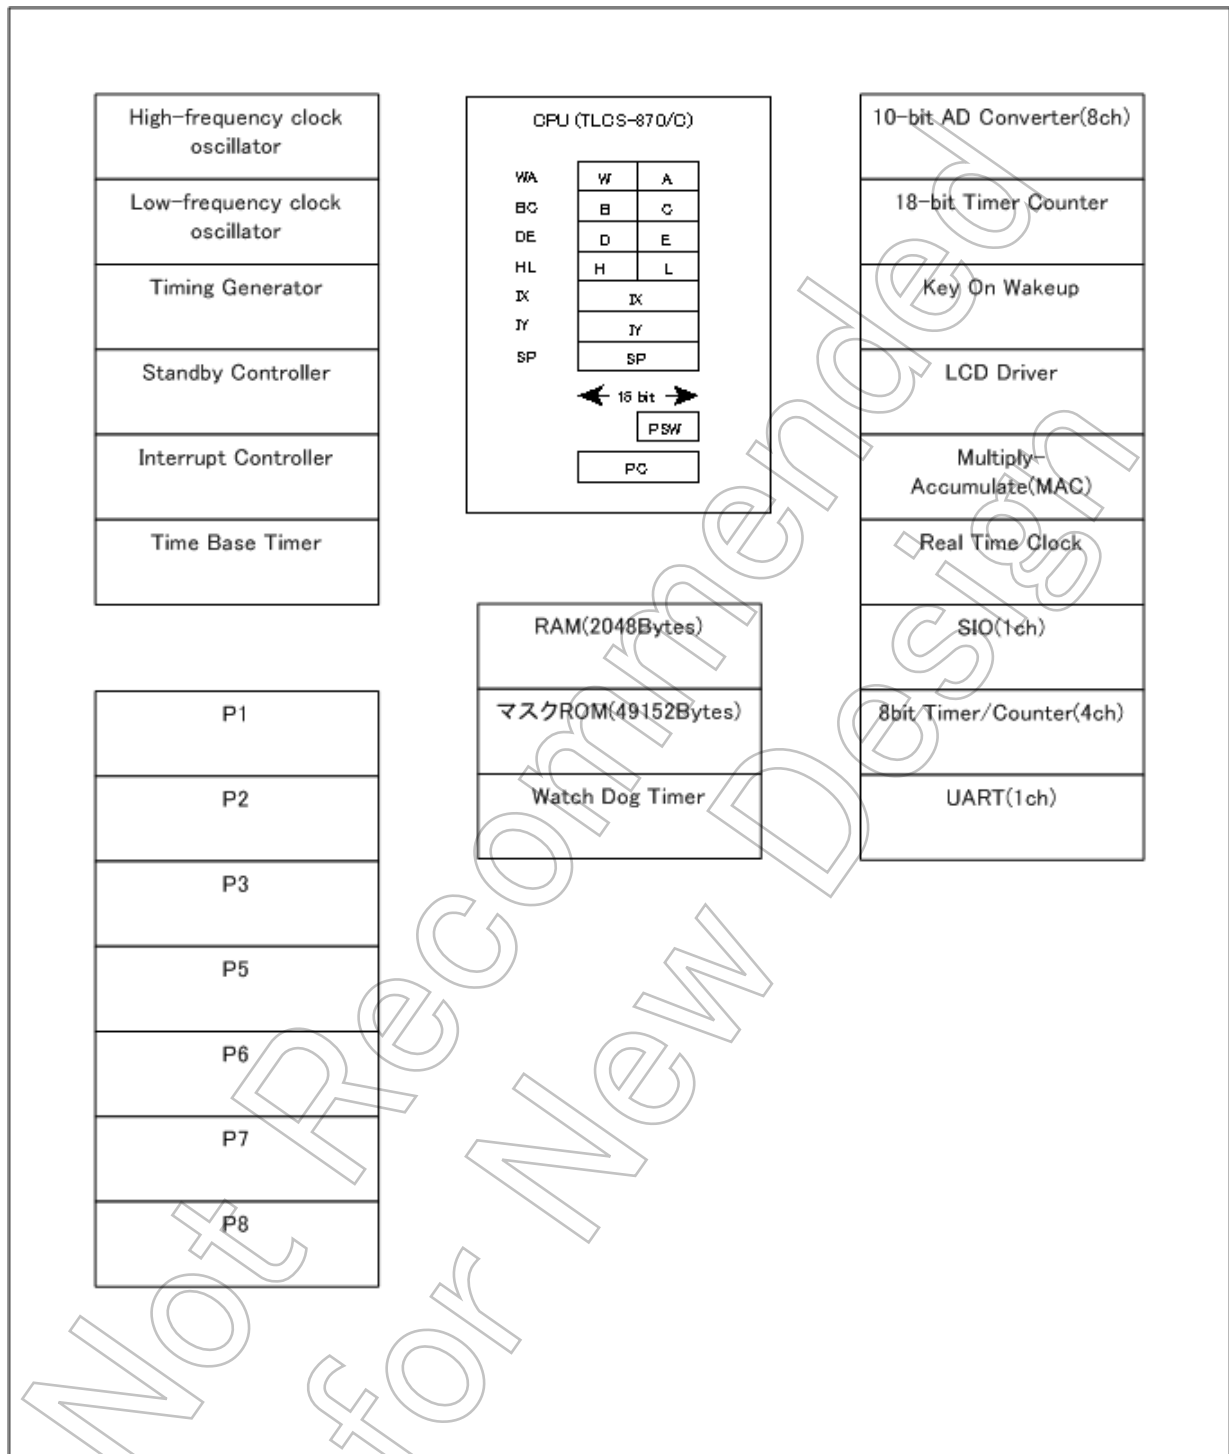 High-frequency clock
oscillator
Low-frequency clock
oscillator
Timing Generator
Standby Controller
Interrupt Controller
Time Base Timer
P1
P2
P3
P5
P6
P7
P8
CPU (TLCS-870/C)
WA W A
BC B C
DE D E
HL H L
IX IX
IY IY
SP SP
16 bit
PSW
PC
RAM(2048Bytes)
マスクROM(49152Bytes)
Watch Dog Timer
10-bit AD Converter(8ch)
18-bit Timer Counter
Key On Wakeup
LCD Driver
Multiply-
Accumulate(MAC)
Real Time Clock
SIO(1ch)
8bit Timer/Counter(4ch)
UART(1ch)
Not Recommended
for New Design